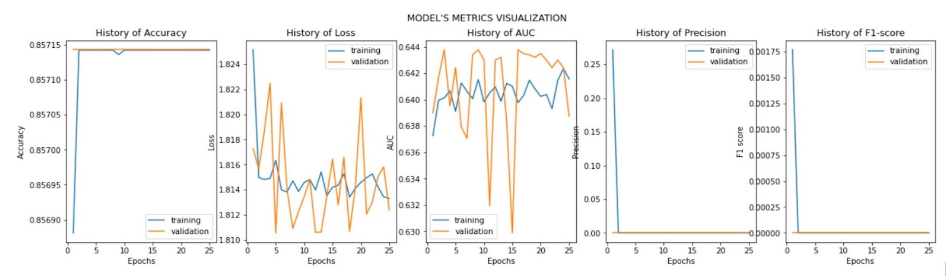 MODEL'S METRICS VISUALIZATION
History of Accuracy
0.85715
0.85710
0.85705
0.85700
0.85695
0.85690
Accuracy
0 5 10 15 20 25
Epochs
training
validation
History of Loss
training
validation
1.824
1.822
1.820
1.818
1.816
1.814
1.812
1.810
Loss
0 5 10 15 20 25
Epochs
History of AUC
0.644
0.642
0.640
0.638
0.636
0.634
0.632
0.630
AUC
training
validation
0 5 10 15 20 25
Epochs
History of Precision
training
validation
0.25
0.20
0.15
0.10
0.05
0.00
Precision
0 5 10 15 20 25
Epochs
History of F1-score
training
validation
0.00175
0.00150
0.00125
0.00100
0.00075
0.00050
0.00025
0.00000
F1 score
0 5 10 15 20 25
Epochs